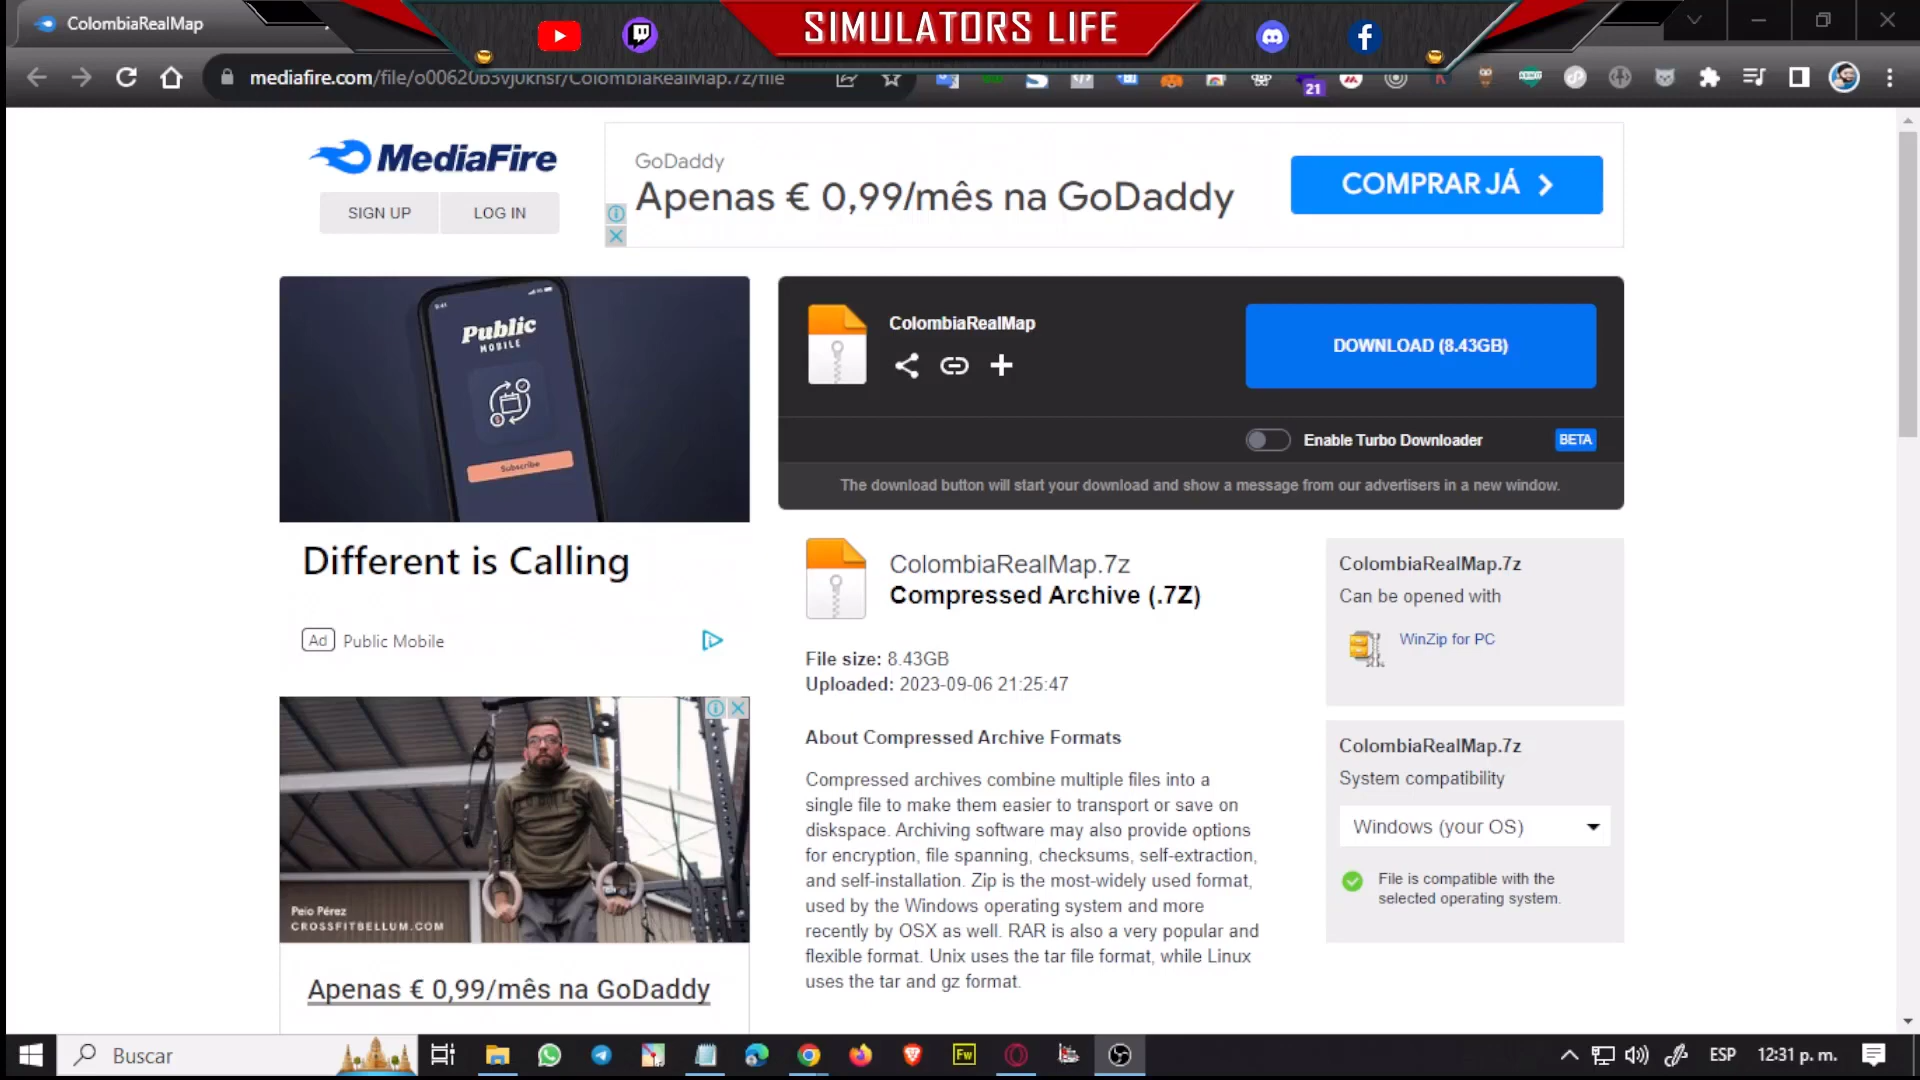 ColombiaRealMap
SIMULATORS LIFE
mediafire.com/file/o00620b3vj0khsr/ColombiaRealMap.7z/file
21
MediaFire
SIGN UP
LOG IN
GoDaddy
Apenas € 0,99/mês na GoDaddy
COMPRAR JÁ
Public
MOBILE
Subscribe
Different is Calling
Ad
Public Mobile
ColombiaRealMap
DOWNLOAD (8.43GB)
Enable Turbo Downloader
BETA
The download button will start your download and show a message from our advertisers in a new window.
ColombiaRealMap.7z
Compressed Archive (.7Z)
File size: 8.43GB
Uploaded: 2023-09-06 21:25:47
About Compressed Archive Formats
Compressed archives combine multiple files into a
single file to make them easier to transport or save on
diskspace. Archiving software may also provide options
for encryption, file spanning, checksums, self-extraction,
and self-installation. Zip is the most-widely used format,
used by the Windows operating system and more
recently by OSX as well. RAR is also a very popular and
flexible format. Unix uses the tar file format, while Linux
uses the tar and gz format.
ColombiaRealMap.7z
Can be opened with
WinZip for PC
ColombiaRealMap.7z
System compatibility
Windows (your OS)
File is compatible with the
selected operating system.
Peio Pérez
CROSSFITBELLUM.COM
Apenas € 0,99/mês na GoDaddy
Buscar
Fw
ESP
12:31 p. m.